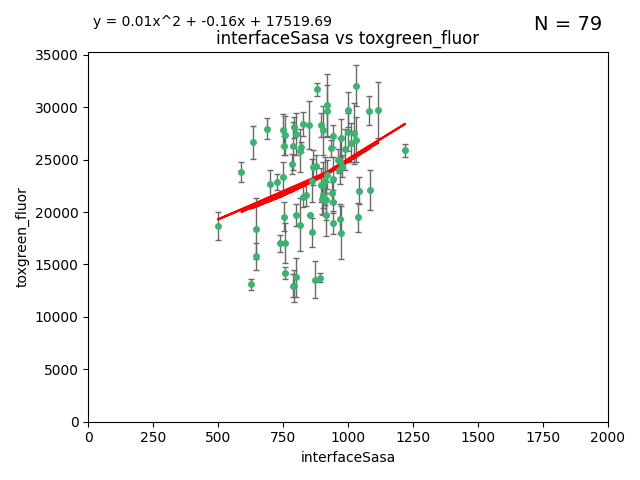 y = 0.01x^2 + -0.16x + 17519.69
N = 79
interfaceSasa vs toxgreen_fluor
35000
30000
25000
20000
15000
10000
5000
0
toxgreen_fluor
0 250 500 750 1000 1250 1500 1750 2000
interfaceSasa